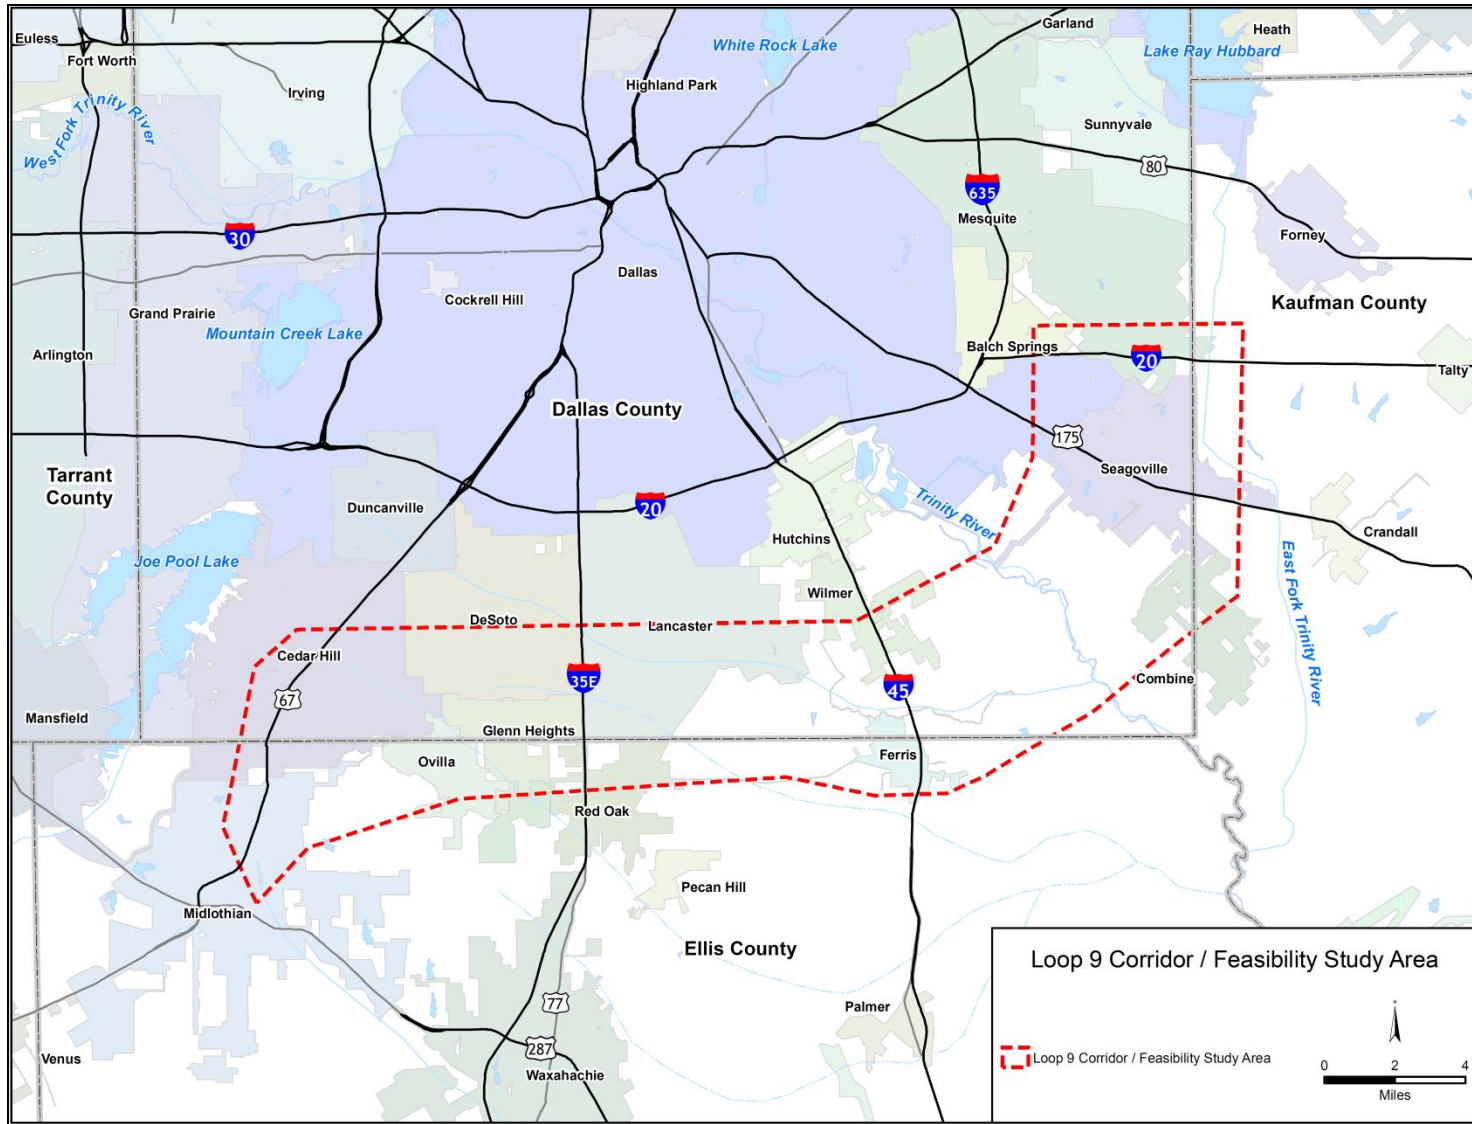 Garland
Heath
Euless
White Rock Lake
Lake Ray Hubbard
Fort Worth
Highland Park
Irving
West Fork Trinity River
Sunnyvale
80
635
Mesquite
30
Forney
Dallas
Cockrell Hill
Kaufman County
Grand Prairie
Mountain Creek Lake
Arlington
Balch Springs
20
Talty
Dallas County
175
Seagoville
Tarrant
County
Duncanville
20
Trinity River
Crandall
Hutchins
Joe Pool Lake
Wilmer
East Fork Trinity River
DeSoto
Lancaster
Cedar Hill
35E
45
Combine
67
Mansfield
Glenn Heights
Ovilla
Ferris
Red Oak
Pecan Hill
Midlothian
Ellis County
77
Palmer
287
Venus
Waxahachie
Loop 9 Corridor / Feasibility Study Area
N
Loop 9 Corridor / Feasibility Study Area
0 2 4
Miles